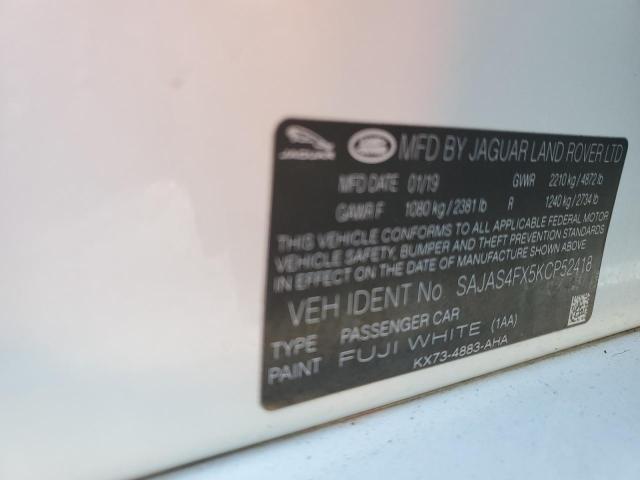 JAGUAR LAND ROVER MFD BY JAGUAR LAND ROVER LTD
MFD DATE 01/19 GVWR 2210 kg / 4872 lb
GAWR F 1080 kg / 2381 lb R 1240 kg / 2734 lb
THIS VEHICLE CONFORMS TO ALL APPLICABLE FEDERAL MOTOR
VEHICLE SAFETY, BUMPER AND THEFT PREVENTION STANDARDS
IN EFFECT ON THE DATE OF MANUFACTURE SHOWN ABOVE.
VEH IDENT No SAJAS4FX5KCP52418
TYPE PASSENGER CAR
PAINT FUJI WHITE (1AA)
KX73-4883-AHA